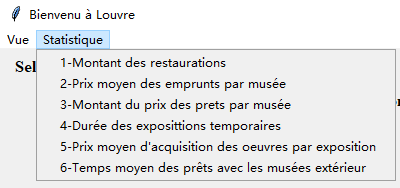 Bienvenu à Louvre
Vue Statistique
Sel
1-Montant des restaurations
2-Prix moyen des emprunts par musée
3-Montant du prix des prets par musée
4-Durée des exposittions temporaires
5-Prix moyen d'acquisition des oeuvres par exposition
6-Temps moyen des prêts avec les musées extérieur